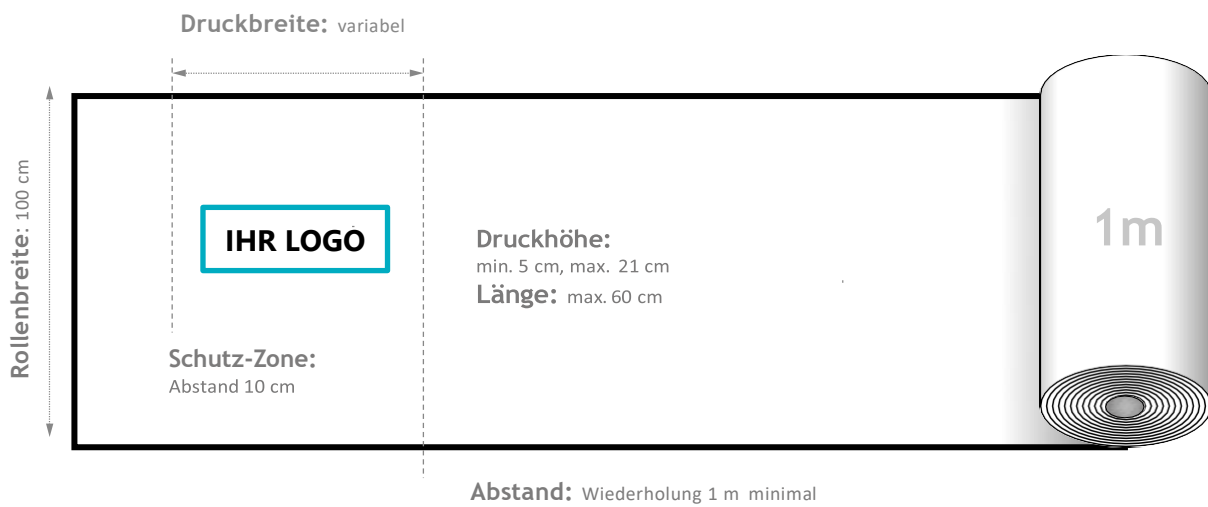 Druckbreite: variabel
Rollenbreite: 100 cm
IHR LOGO
Druckhöhe:
min. 5 cm, max. 21 cm
Länge: max. 60 cm
1m
Schutz-Zone:
Abstand 10 cm
Abstand: Wiederholung 1 m minimal